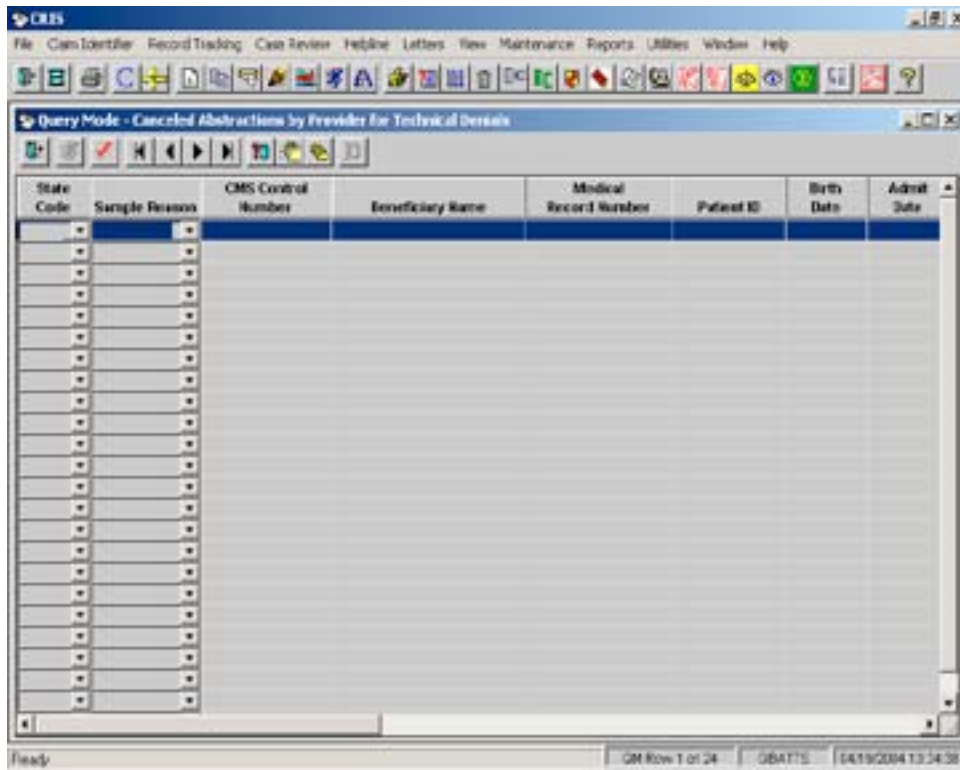 CRIS
File Claim Identifier Record Tracking Case Review Helpline Letters View Maintenance Reports Utilities Window Help
Query Mode - Canceled Abstractions by Provider for Technical Denials
State Code Sample Reason CMS Control Number Beneficiary Name Medical Record Number Patient ID Birth Date Admit Date
Ready QM Row 1 of 24 GBATTS 04/19/2004 13:34:38